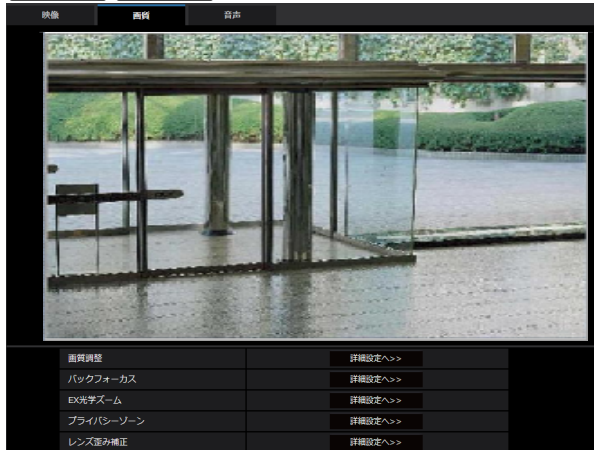 映像 画質 音声
画質調整 詳細設定へ>>
バックフォーカス 詳細設定へ>>
EX光学ズーム 詳細設定へ>>
プライバシーゾーン 詳細設定へ>>
レンズ歪み補正 詳細設定へ>>